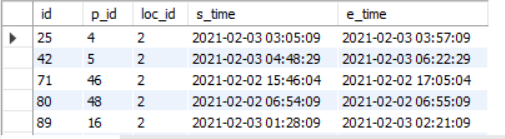 id p_id loc_id s_time e_time
25 4 2 2021-02-03 03:05:09 2021-02-03 03:57:09
42 5 2 2021-02-03 04:48:29 2021-02-03 06:22:29
71 46 2 2021-02-02 15:46:04 2021-02-02 17:05:04
80 48 2 2021-02-02 06:54:09 2021-02-02 06:55:09
89 16 2 2021-02-03 01:28:09 2021-02-03 02:21:09